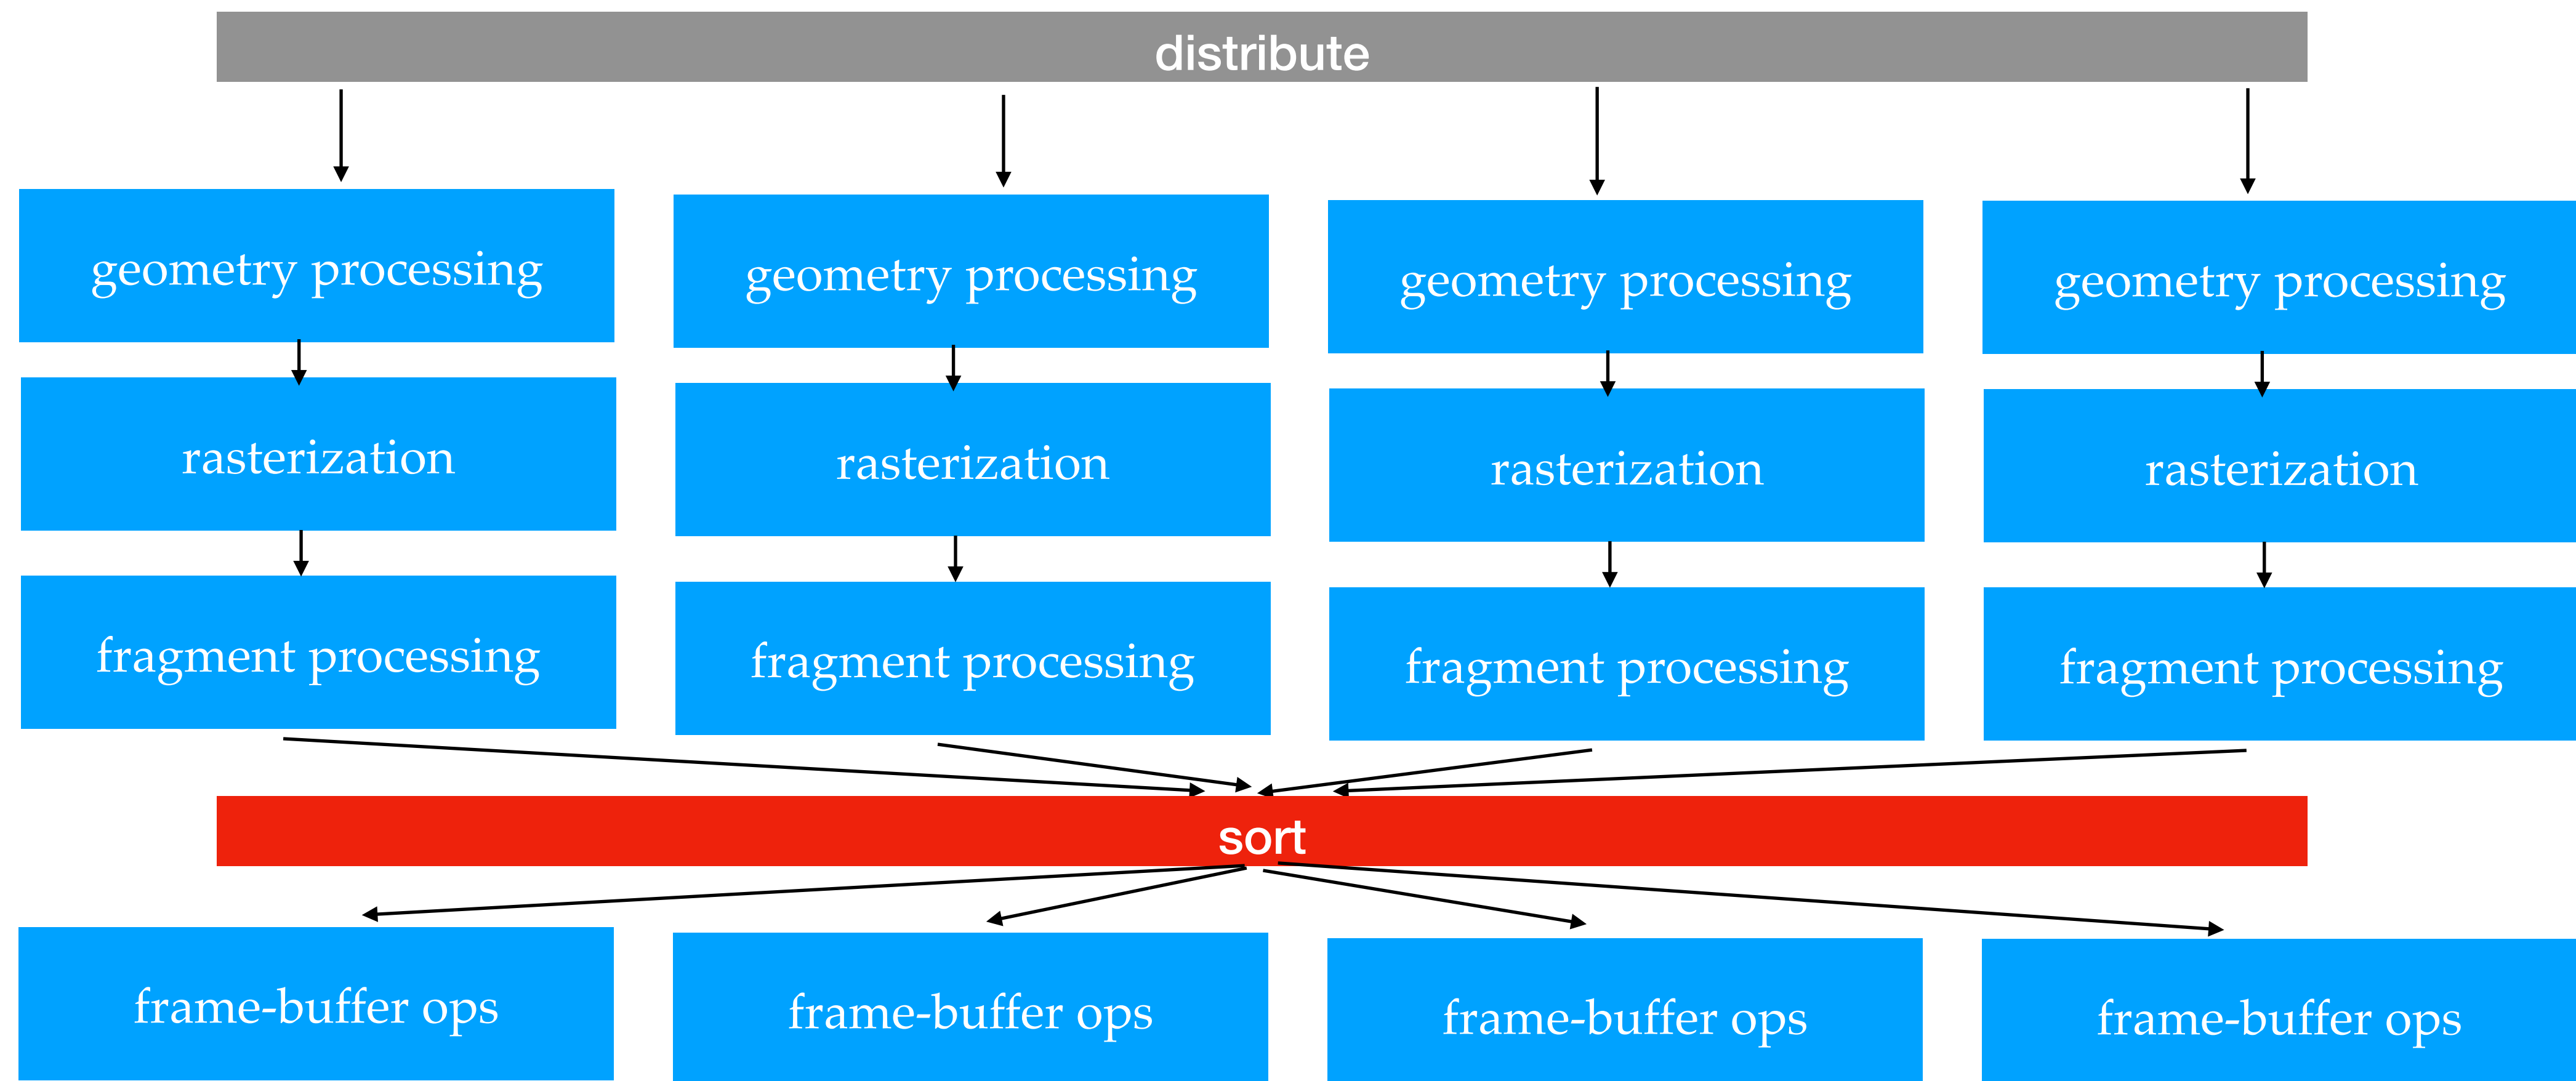 distribute
geometry processing
geometry processing
geometry processing
geometry processing
rasterization
rasterization
rasterization
rasterization
fragment processing
fragment processing
fragment processing
fragment processing
sort
frame-buffer ops
frame-buffer ops
frame-buffer ops
frame-buffer ops